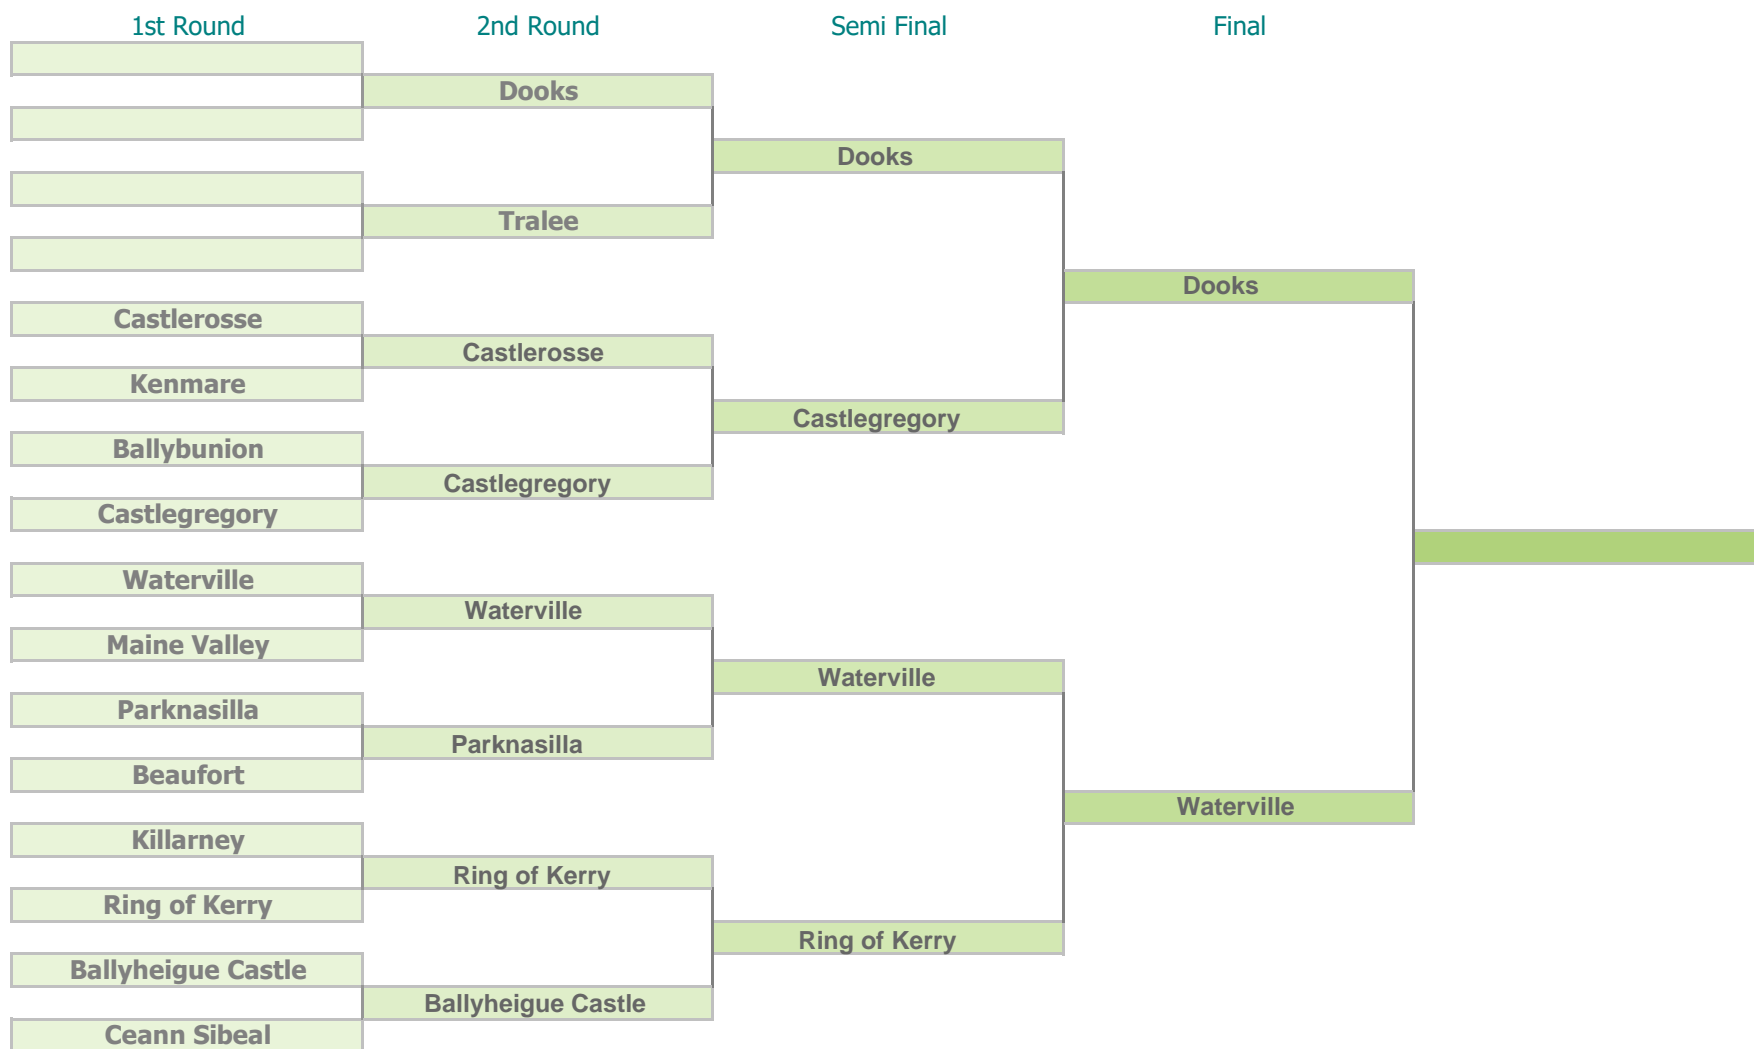 1st Round
2nd Round
Semi Final
Final
Dooks
Dooks
Tralee
Dooks
Castlerosse
Castlerosse
Kenmare
Castlegregory
Ballybunion
Castlegregory
Castlegregory
Waterville
Waterville
Maine Valley
Waterville
Parknasilla
Parknasilla
Beaufort
Waterville
Killarney
Ring of Kerry
Ring of Kerry
Ring of Kerry
Ballyheigue Castle
Ballyheigue Castle
Ceann Sibeal